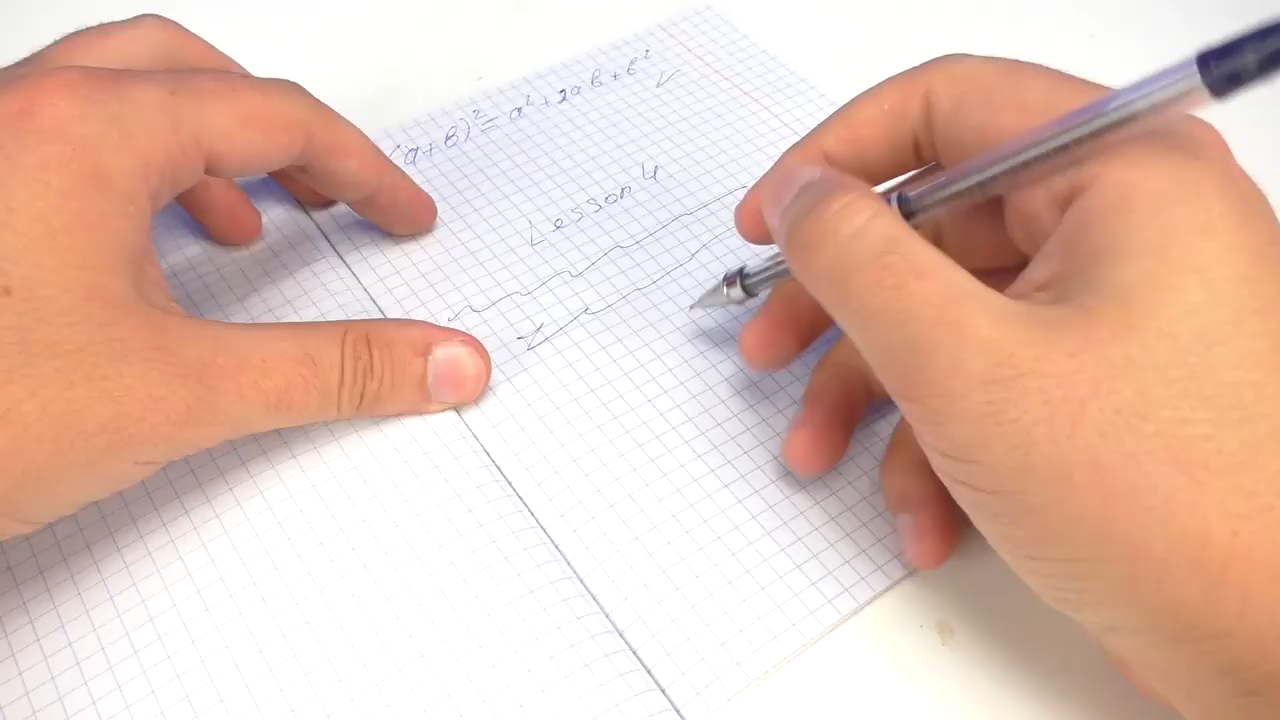 (a+b)² = a² + 2ab + b²
Lesson 4